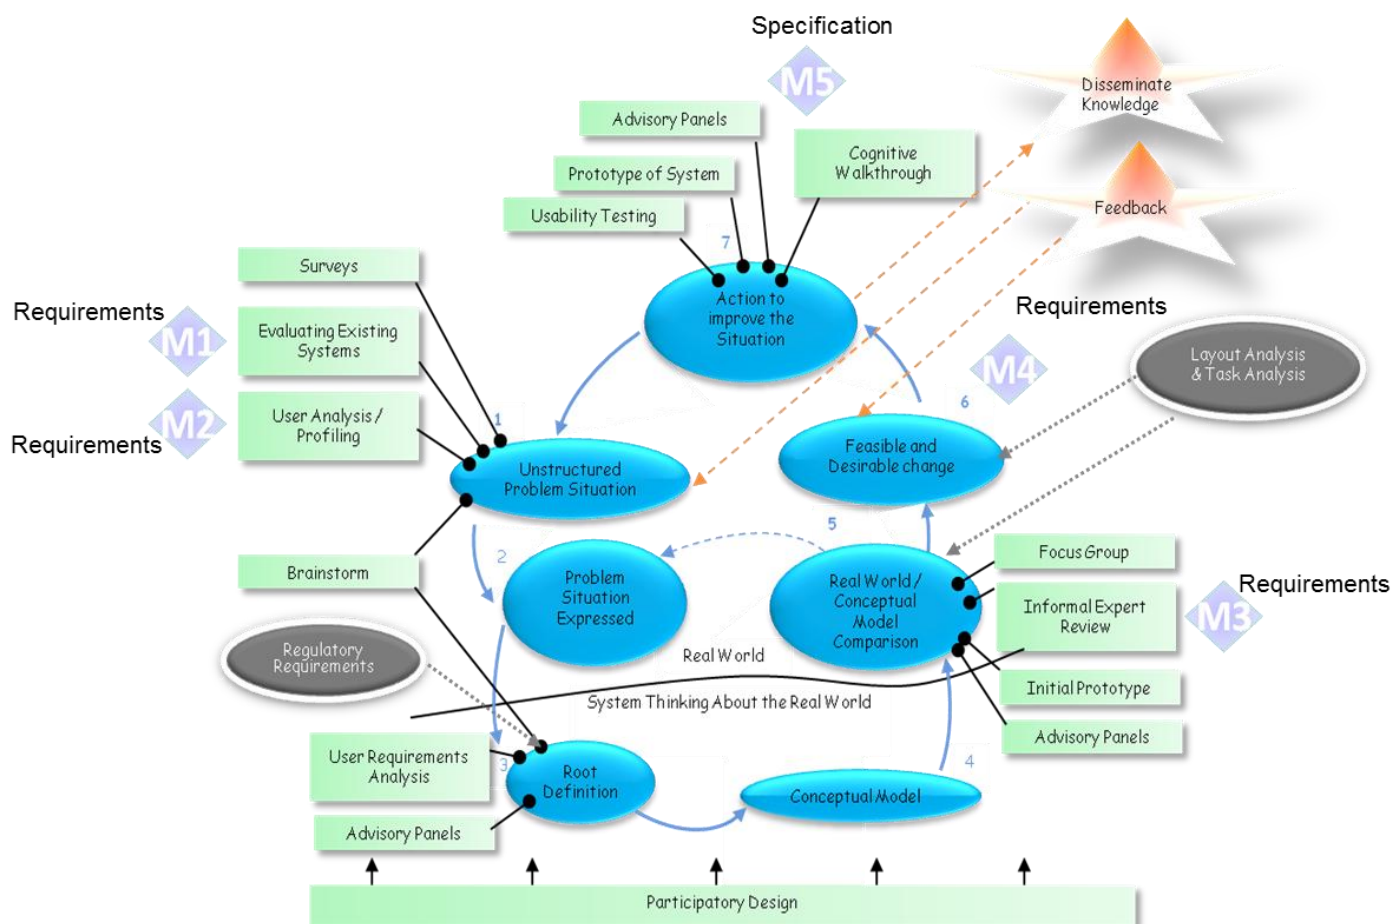 Specification
M5
Disseminate
Knowledge
Advisory Panels
Cognitive
Walkthrough
Prototype of System
Usability Testing
Feedback
7
Surveys
Action to
improve the
Situation
Requirements
M1
Evaluating Existing
Systems
Requirements
M4
Layout Analysis
& Task Analysis
M2
Requirements
User Analysis /
Profiling
1
6
Unstructured
Problem Situation
Feasible and
Desirable change
5
2
Brainstorm
Problem
Situation
Expressed
Real World /
Conceptual
Model
Comparison
Focus Group
Informal Expert
Review
Requirements
M3
Regulatory
Requirements
Real World
System Thinking About the Real World
Initial Prototype
Advisory Panels
User Requirements
Analysis
3
Root
Definition
4
Conceptual Model
Advisory Panels
Participatory Design